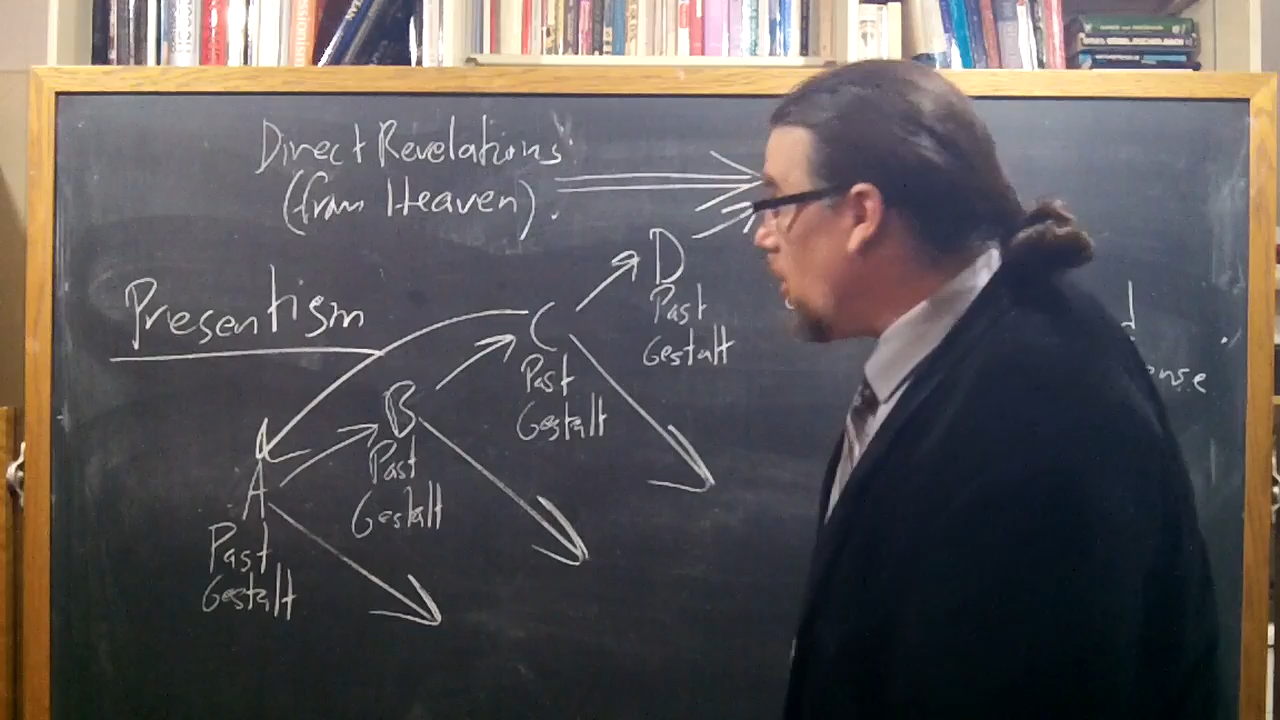 Direct Revelations
(from Heaven).
Presentism
D
Past
Gestalt
C
Past
Gestalt
B
Past
Gestalt
A
Past
Gestalt